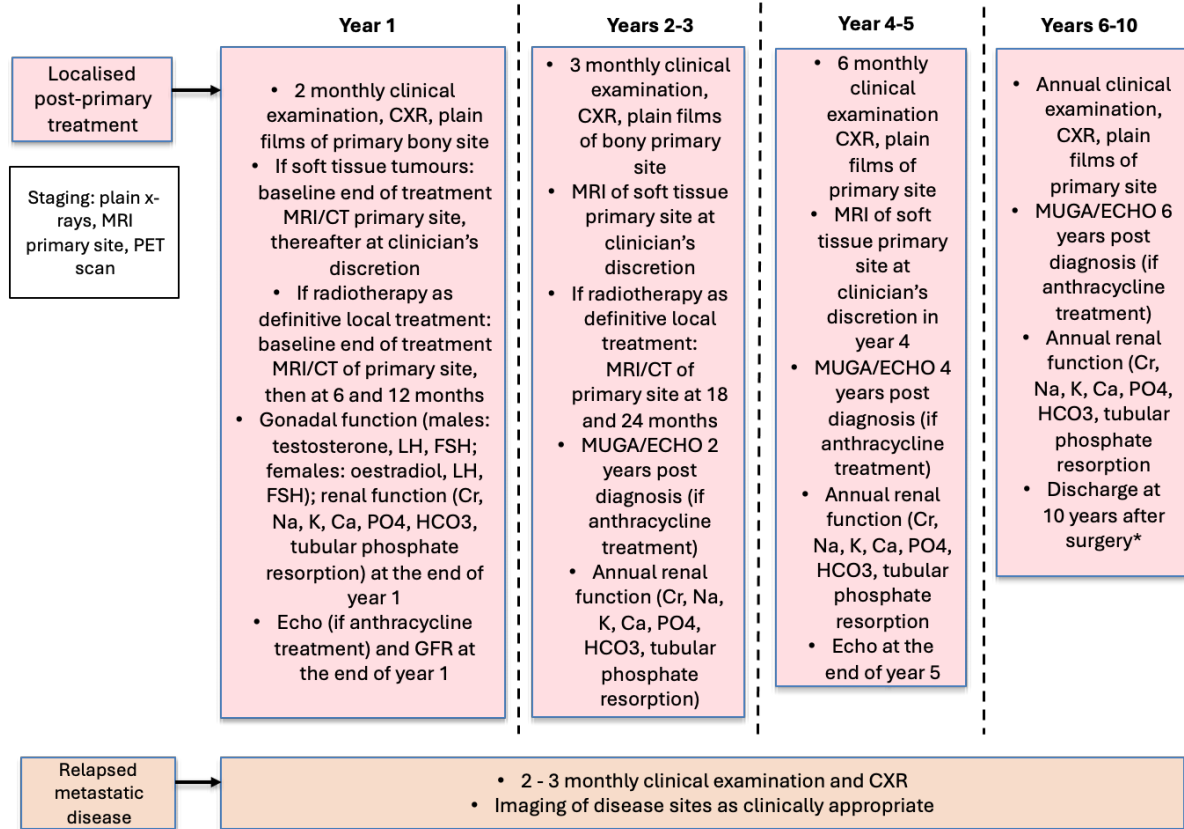 Year 1
Years 2-3
Year 4-5
Years 6-10
Localised
post-primary
treatment
Staging: plain x-
rays, MRI
primary site, PET
scan
• 2 monthly clinical
examination, CXR, plain
films of primary bony site
• If soft tissue tumours:
baseline end of treatment
MRI/CT primary site,
thereafter at clinician's
discretion
• If radiotherapy as
definitive local treatment:
baseline end of treatment
MRI/CT of primary site,
then at 6 and 12 months
• Gonadal function (males:
testosterone, LH, FSH;
females: oestradiol, LH,
FSH); renal function (Cr,
Na, K, Ca, PO4, HCO3,
tubular phosphate
resorption) at the end of
year 1
• Echo (if anthracycline
treatment) and GFR at
the end of year 1
• 3 monthly clinical
examination,
CXR, plain films
of bony primary
site
• MRI of soft tissue
primary site at
clinician's
discretion
• If radiotherapy as
definitive local
treatment:
MRI/CT of
primary site at 18
and 24 months
• MUGA/ECHO 2
years post
diagnosis (if
anthracycline
treatment)
• Annual renal
function (Cr, Na,
K, Ca, PO4,
HCO3, tubular
phosphate
resorption)
• 6 monthly
clinical
examination
CXR, plain
films of
primary site
• MRI of soft
tissue primary
site at
clinician's
discretion in
year 4
• MUGA/ECHO 4
years post
diagnosis (if
anthracycline
treatment)
• Annual renal
function (Cr,
Na, K, Ca, PO4,
HCO3, tubular
phosphate
resorption
• Echo at the
end of year 5
• Annual clinical
examination,
CXR, plain
films of
primary site
• MUGA/ECHO 6
years post
diagnosis (if
anthracycline
treatment)
• Annual renal
function (Cr,
Na, K, Ca, PO4,
HCO3, tubular
phosphate
resorption
• Discharge at
10 years after
surgery*
Relapsed
metastatic
disease
• 2 - 3 monthly clinical examination and CXR
• Imaging of disease sites as clinically appropriate